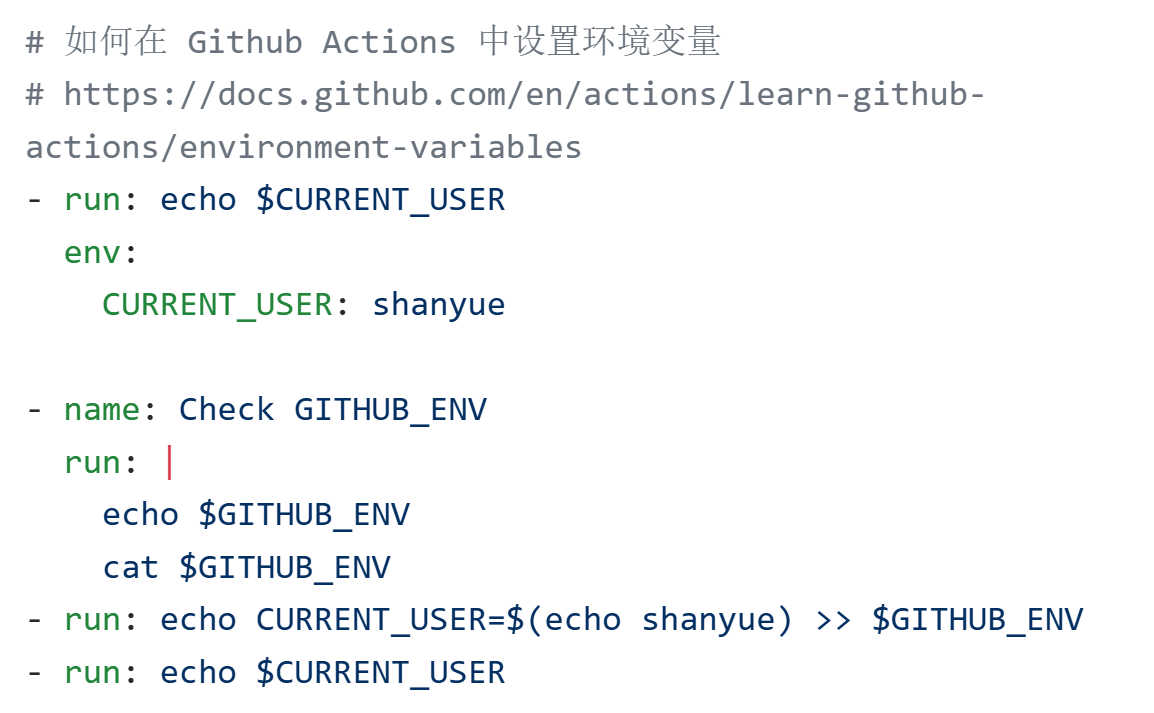 # 如何在 Github Actions 中设置环境变量
# https://docs.github.com/en/actions/learn-github-
actions/environment-variables
- run: echo $CURRENT_USER
  env:
    CURRENT_USER: shanyue

- name: Check GITHUB_ENV
  run: |
    echo $GITHUB_ENV
    cat $GITHUB_ENV
- run: echo CURRENT_USER=$(echo shanyue) >> $GITHUB_ENV
- run: echo $CURRENT_USER